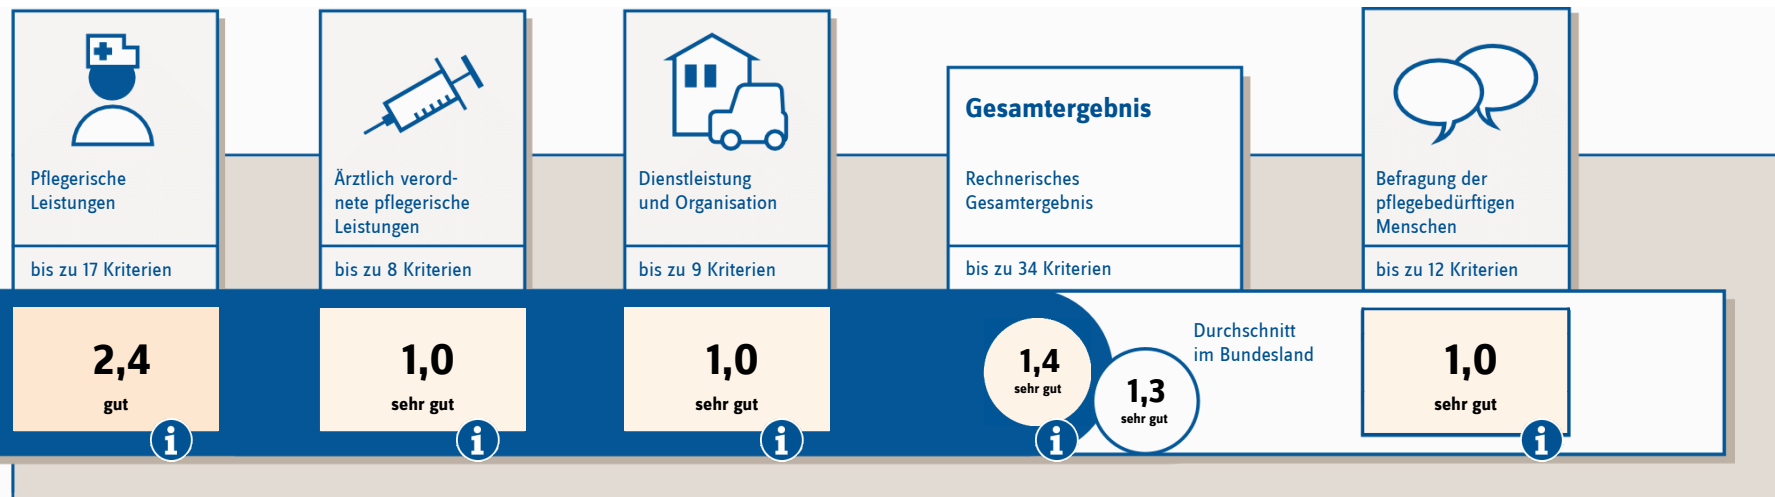 Pflegerische
Leistungen
bis zu 17 Kriterien
2,4
gut
Ärztlich verord-
nete pflegerische
Leistungen
bis zu 8 Kriterien
1,0
sehr gut
Dienstleistung
und Organisation
bis zu 9 Kriterien
1,0
sehr gut
Gesamtergebnis
Rechnerisches
Gesamtergebnis
bis zu 34 Kriterien
1,4
sehr gut
1,3
sehr gut
Durchschnitt
im Bundesland
Befragung der
pflegebedürftigen
Menschen
bis zu 12 Kriterien
1,0
sehr gut